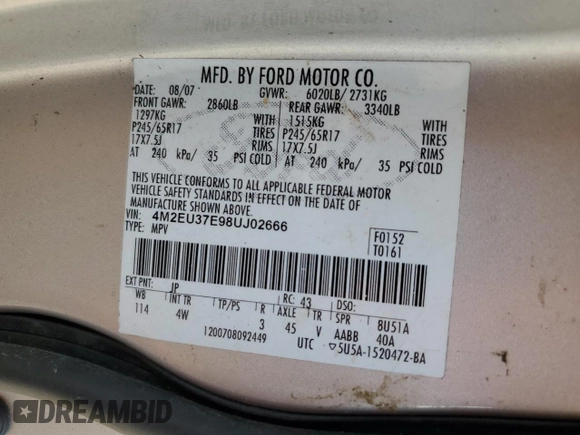 MFD. BY FORD MOTOR CO.
DATE 08/07 GVWR: 6020LB/ 2731KG
FRONT GAWR: 2860LB REAR GAWR: 3340LB
1297KG WITH 1515KG WITH
P245/65R17 TIRES P245/65R17 TIRES
17X7.5J RIMS 17X7.5J RIMS
AT 240 kPa/ 35 PSI COLD AT 240 kPa/ 35 PSI COLD
THIS VEHICLE CONFORMS TO ALL APPLICABLE FEDERAL MOTOR
VEHICLE SAFETY STANDARDS IN EFFECT ON THE DATE OF
MANUFACTURE SHOWN ABOVE.
VIN: 4M2EU37E98UJ02666 F0152
TYPE: MPV T0161
EXT PNT: JP RC: 43 DSO:
WB INT TR TP/PS R AXLE TR SPR 8U51A
114 4W 3 45 V AABB 40A
1200708092449 UTC ▽5U5A-1520472-BA
DREAMBID